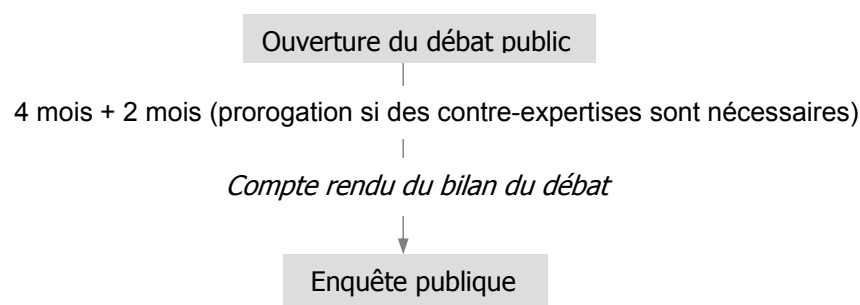 Ouverture du débat public
4 mois + 2 mois (prorogation si des contre-expertises sont nécessaires)
Compte rendu du bilan du débat
Enquête publique